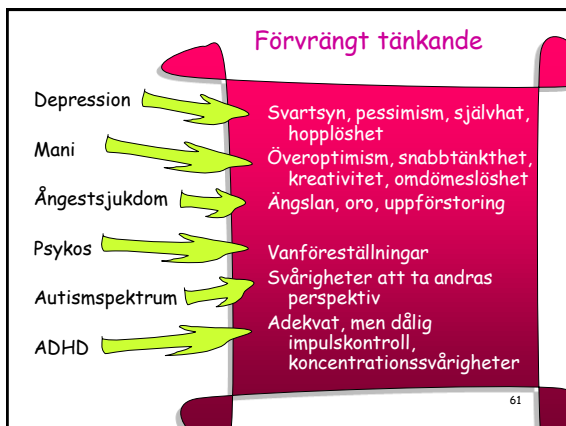 Förvrängt tänkande
Depression
Svartsyn, pessimism, självhat,
hopplöshet
Mani
Överoptimism, snabbtänkthet,
kreativitet, omdömeslöshet
Ångestsjukdom
Ängslan, oro, uppförstoring
Psykos
Vanföreställningar
Autismspektrum
Svårigheter att ta andras
perspektiv
ADHD
Adekvat, men dålig
impulskontroll,
koncentrationssvårigheter
61